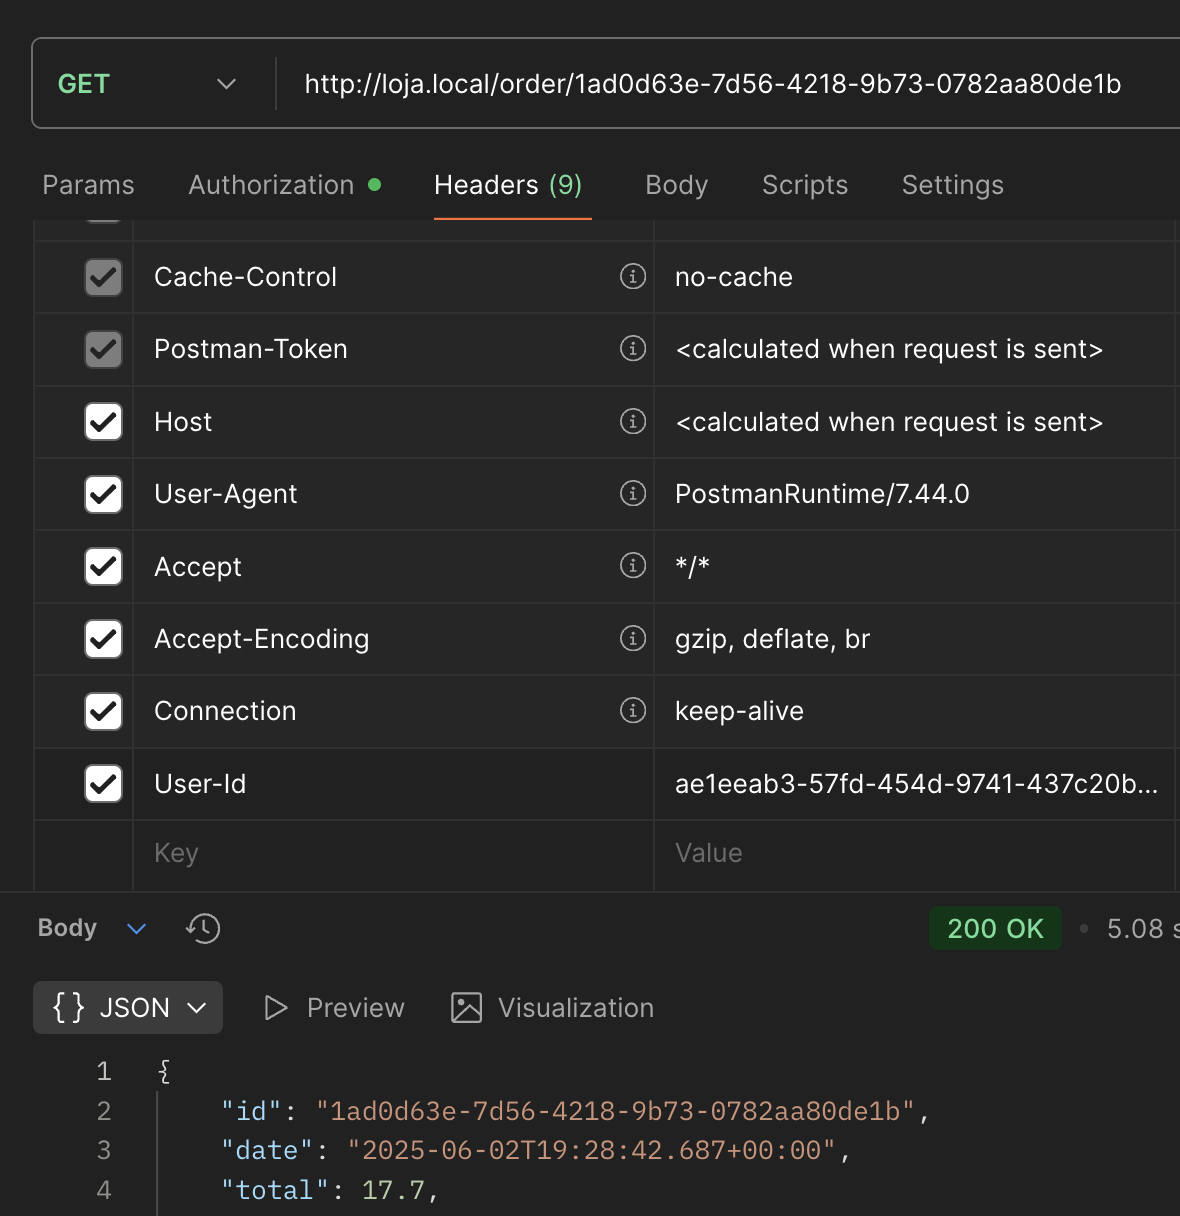 GET http://loja.local/order/1ad0d63e-7d56-4218-9b73-0782aa80de1b
Params Authorization Headers (9) Body Scripts Settings
Cache-Control no-cache
Postman-Token <calculated when request is sent>
Host <calculated when request is sent>
User-Agent PostmanRuntime/7.44.0
Accept */*
Accept-Encoding gzip, deflate, br
Connection keep-alive
User-Id ae1eeab3-57fd-454d-9741-437c20b...
Key Value
Body 200 OK • 5.08 s
{} JSON Preview Visualization
1 {
2 "id": "1ad0d63e-7d56-4218-9b73-0782aa80de1b",
3 "date": "2025-06-02T19:28:42.687+00:00",
4 "total": 17.7,